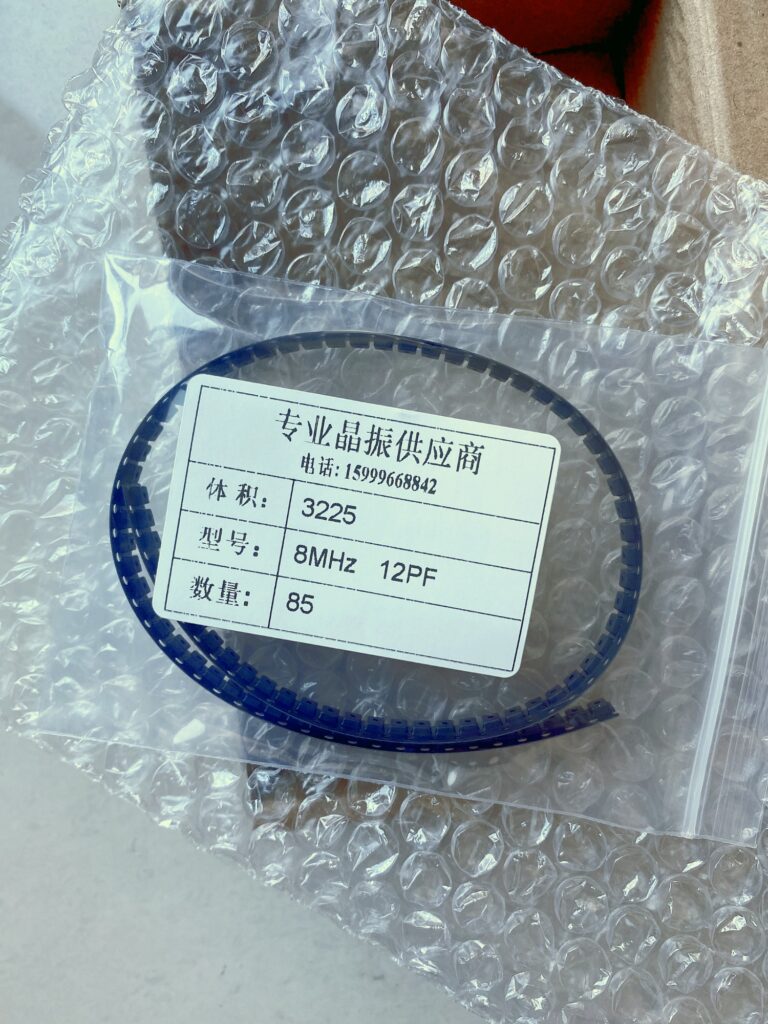 专业晶振供应商
电话: 15999668842
体 积: 3225
型号: 8MHz 12PF
数量: 85